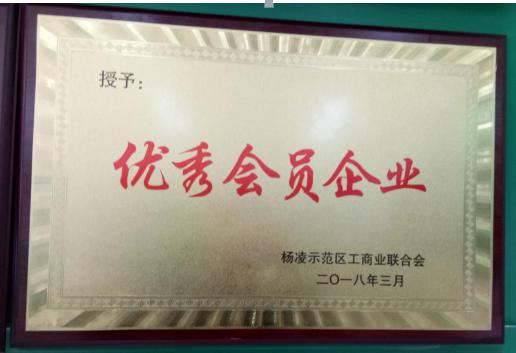 授予：
优秀会员企业
杨凌示范区工商业联合会
二〇一八年三月